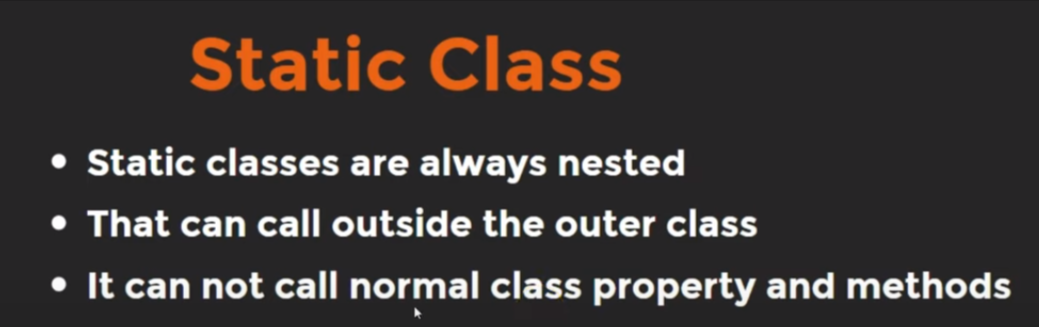 Static Class
• Static classes are always nested
• That can call outside the outer class
• It can not call normal class property and methods